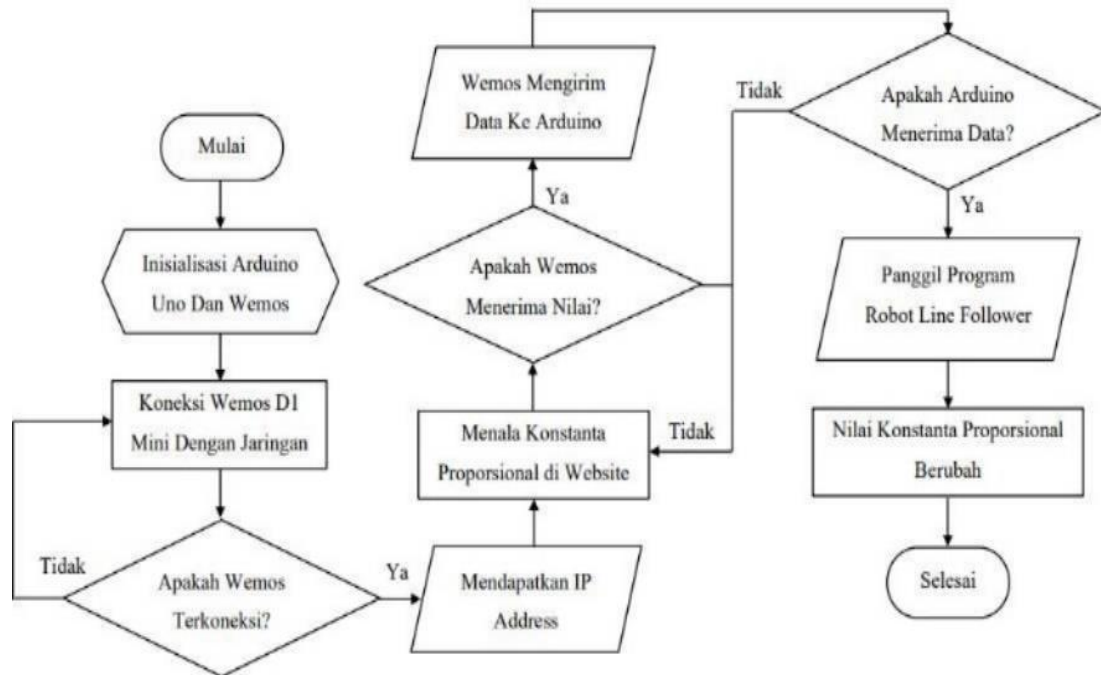 Mulai
Inisialisasi Arduino
Uno Dan Wemos
Koneksi Wemos D1
Mini Dengan Jaringan
Tidak
Apakah Wemos
Terkoneksi?
Ya
Mendapatkan IP
Address
Menala Konstanta
Proporsional di Website
Tidak
Apakah Wemos
Menerima Nilai?
Ya
Wemos Mengirim
Data Ke Arduino
Tidak
Apakah Arduino
Menerima Data?
Ya
Panggil Program
Robot Line Follower
Nilai Konstanta Proporsional
Berubah
Selesai